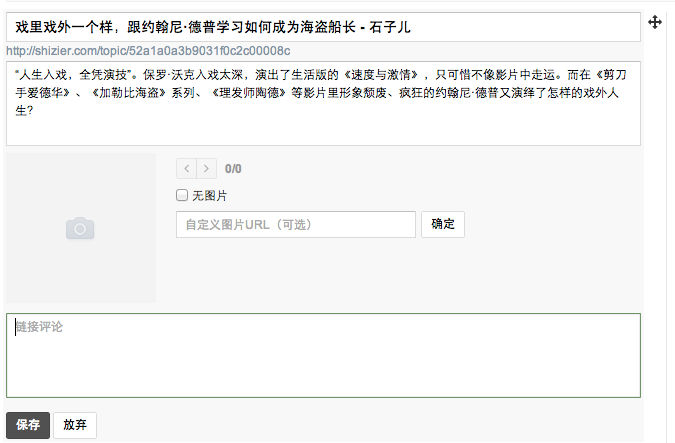 戏里戏外一个样，跟约翰尼·德普学习如何成为海盗船长 - 石子儿
http://shizier.com/topic/52a1a0a3b9031f0c2c00008c
“人生入戏，全凭演技”。保罗·沃克入戏太深，演出了生活版的《速度与激情》，只可惜不像影片中走运。而在《剪刀
手爱德华》、《加勒比海盗》系列、《理发师陶德》等影片里形象颓废、疯狂的约翰尼·德普又演绎了怎样的戏外人
生？
0/0
无图片
自定义图片URL（可选）
确定
链接评论
保存
放弃